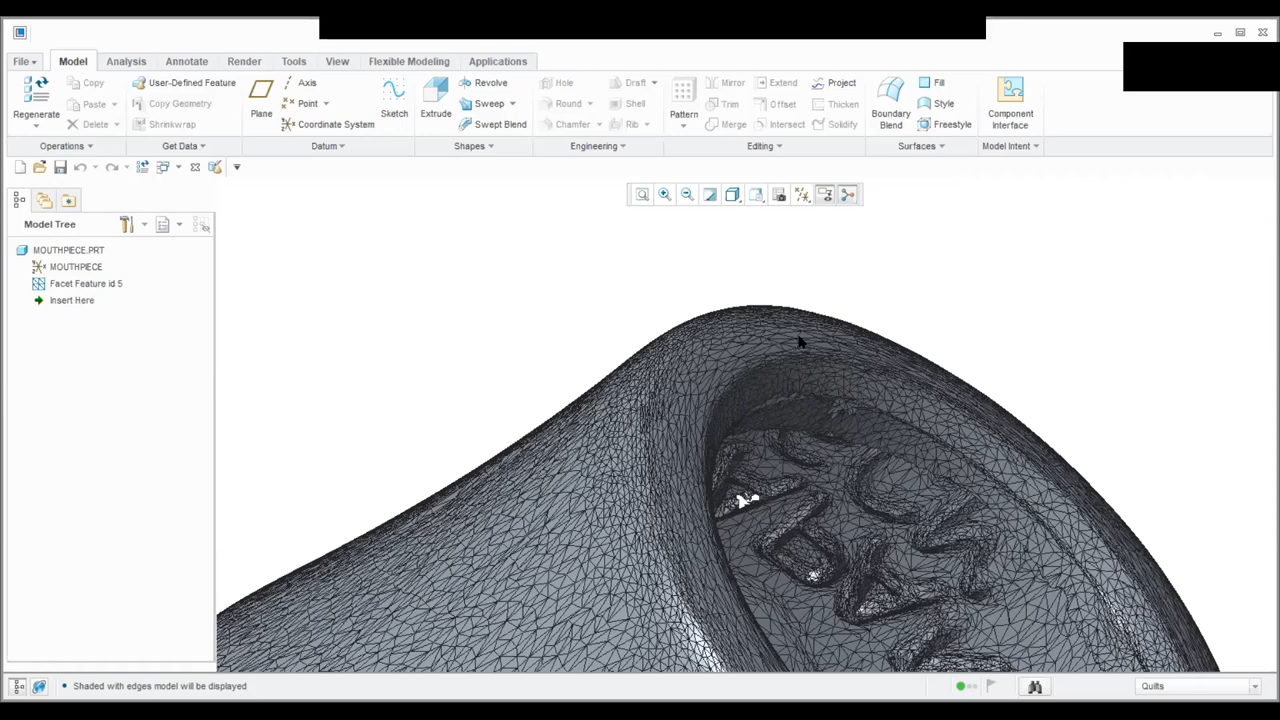 File Model Analysis Annotate Render Tools View Flexible Modeling Applications
Regenerate Copy Paste Delete User-Defined Feature Copy Geometry Shrinkwrap Plane Axis Point Coordinate System Sketch Extrude Revolve Sweep Swept Blend Hole Round Chamfer Draft Shell Rib Pattern Mirror Trim Merge Extend Offset Intersect Project Thicken Solidify Boundary Blend Fill Style Freestyle Component Interface
Operations Get Data Datum Shapes Engineering Editing Surfaces Model Intent
Model Tree
MOUTHPIECE.PRT
MOUTHPIECE
Facet Feature id 5
Insert Here
Shaded with edges model will be displayed
Quilts